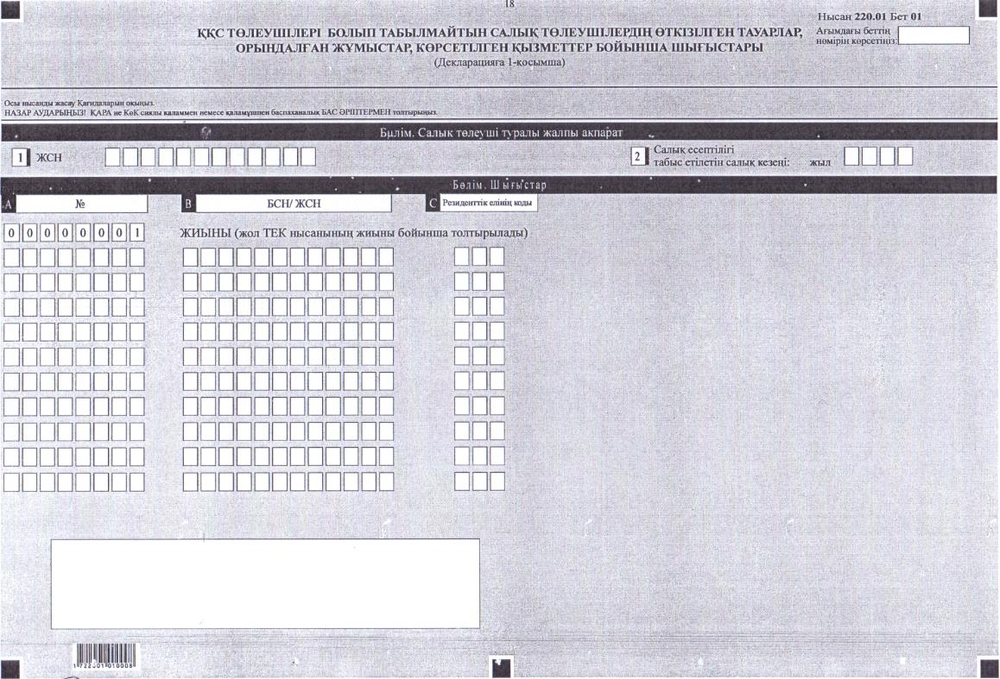 18
Нысан 220.01 Бет 01
ҚҚС ТӨЛЕУШІЛЕРІ БОЛЫП ТАБЫЛМАЙТЫН САЛЫҚ ТӨЛЕУШІЛЕРДІҢ ӨТКІЗІЛГЕН ТАУАРЛАР,
ОРЫНДАЛҒАН ЖҰМЫСТАР, КӨРСЕТІЛГЕН ҚЫЗМЕТТЕР БОЙЫНША ШЫҒЫСТАРЫ
(Декларацияға 1-қосымша)
Ағымдағы беттің
нөмірін көрсетіңіз:
Осы нысанды жасау Қағидаларын оқыңыз.
НАЗАР АУДАРЫҢЫЗ! ҚАРА не КӨК сиялы қаламмен немесе қаламұшпен баспаханалық БАС ӘРІПТЕРМЕН толтырыңыз.
Бөлім. Салық төлеуші туралы жалпы ақпарат
1 ЖСН
2 Салық есептілігі
табыс етілетін салық кезеңі: жыл
Бөлім. Шығыстар
A № B БСН/ ЖСН C Резиденттік елінің коды
0 0 0 0 0 0 0 1 ЖИЫНЫ (жол ТЕК нысанының жиыны бойынша толтырылады)